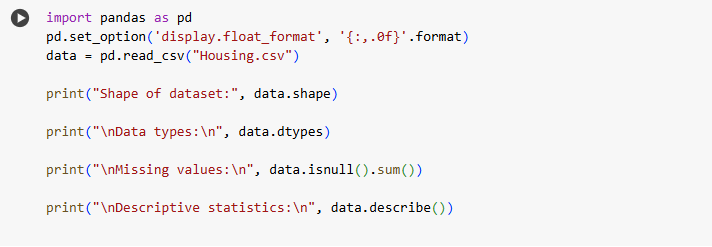 import pandas as pd
pd.set_option('display.float_format', '{:,.0f}'.format)
data = pd.read_csv("Housing.csv")
print("Shape of dataset:", data.shape)
print("\nData types:\n", data.dtypes)
print("\nMissing values:\n", data.isnull().sum())
print("\nDescriptive statistics:\n", data.describe())